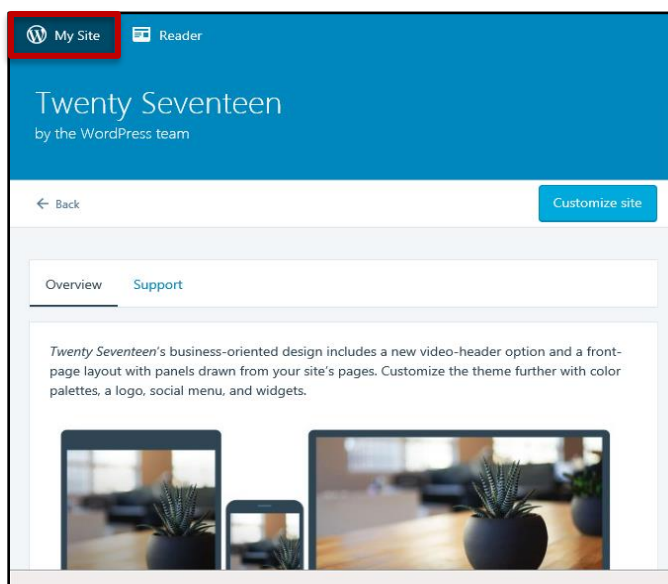 My Site
Reader
Twenty Seventeen
by the WordPress team
← Back
Customize site
Overview
Support
Twenty Seventeen's business-oriented design includes a new video-header option and a front-
page layout with panels drawn from your site's pages. Customize the theme further with color
palettes, a logo, social menu, and widgets.